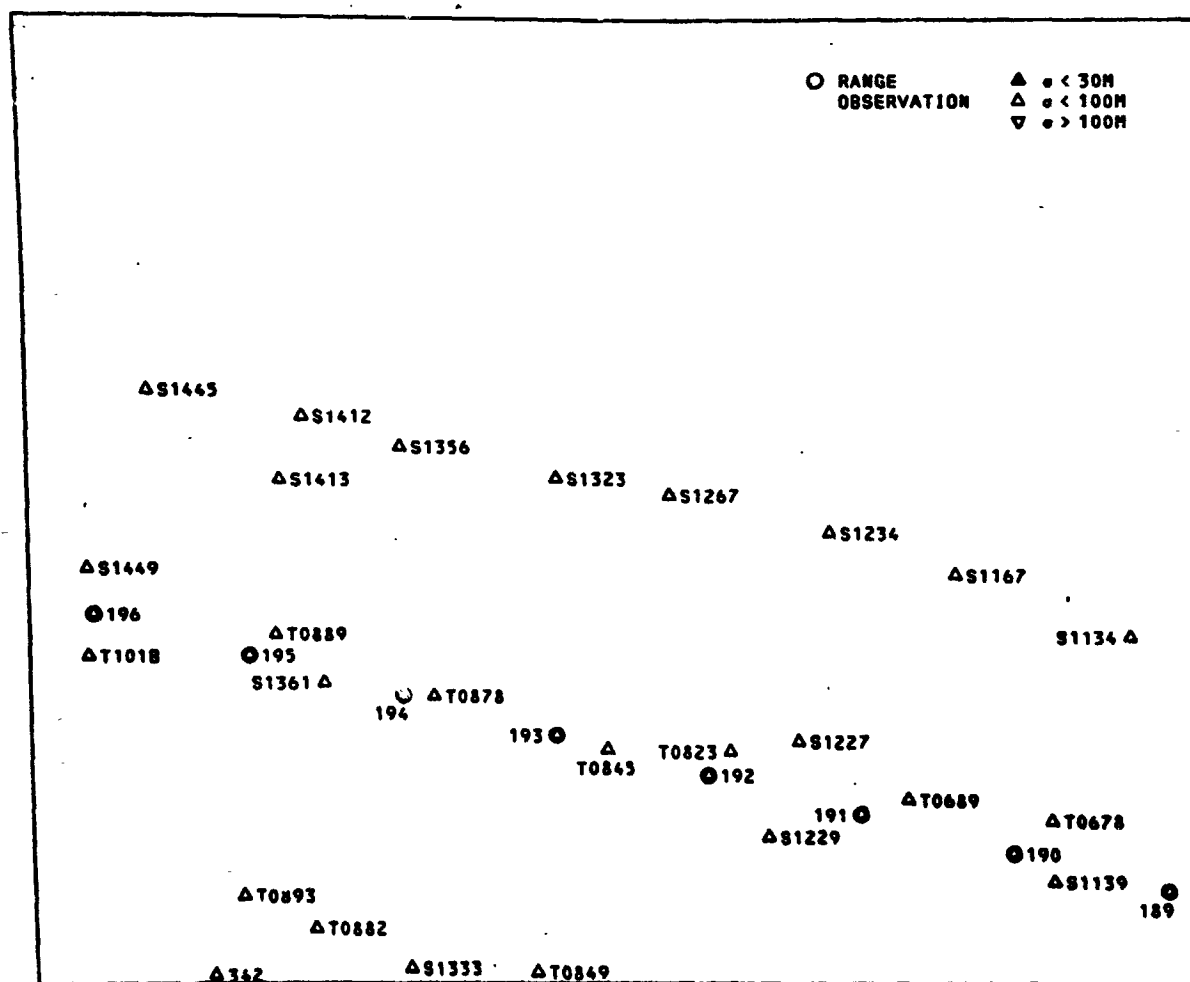 RANGE
OBSERVATION
σ < 30M
σ < 100M
σ > 100M
S1445
S1412
S1356
S1413
S1323
S1267
S1234
S1449
S1167
196
T0889
S1134
T1018
195
S1361
T0878
194
193
T0845
T0823
S1227
192
T0689
191
T0678
S1229
190
S1139
189
T0893
T0882
342
S1333
T0849